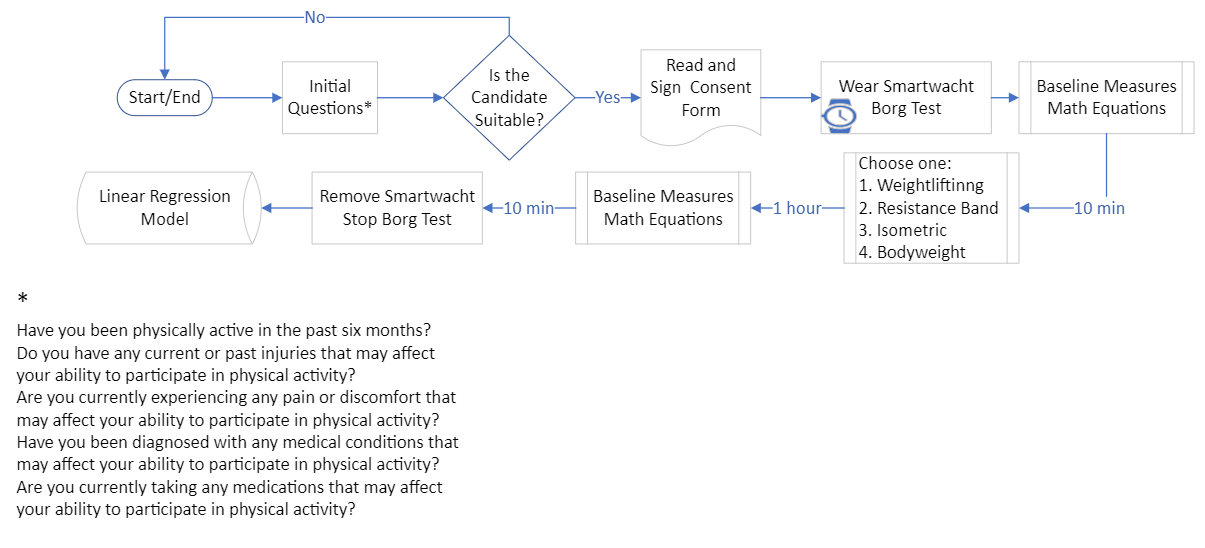 No
Start/End
Initial
Questions*
Is the
Candidate
Suitable?
Yes
Read and
Sign Consent
Form
Wear Smartwacht
Borg Test
Baseline Measures
Math Equations
10 min
Choose one:
1. Weightliftinng
2. Resistance Band
3. Isometric
4. Bodyweight
1 hour
Baseline Measures
Math Equations
10 min
Remove Smartwacht
Stop Borg Test
Linear Regression
Model
*
Have you been physically active in the past six months?
Do you have any current or past injuries that may affect
your ability to participate in physical activity?
Are you currently experiencing any pain or discomfort that
may affect your ability to participate in physical activity?
Have you been diagnosed with any medical conditions that
may affect your ability to participate in physical activity?
Are you currently taking any medications that may affect
your ability to participate in physical activity?